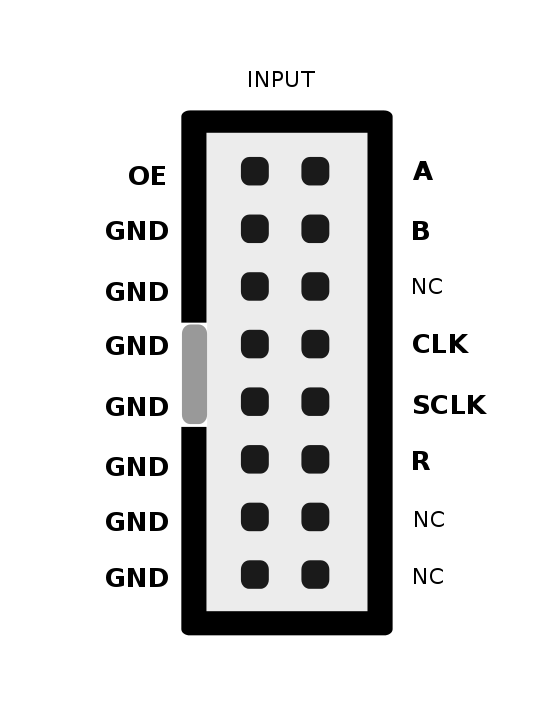 INPUT
OE A
GND B
GND NC
GND CLK
GND SCLK
GND R
GND NC
GND NC